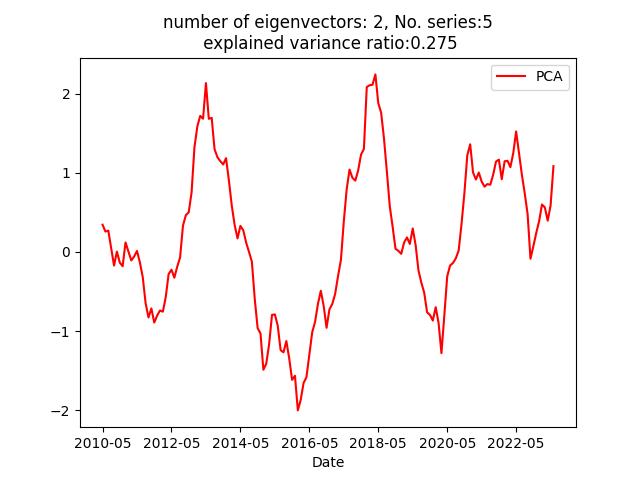 number of eigenvectors: 2, No. series:5
explained variance ratio:0.275
PCA
2
1
0
−1
−2
2010-05 2012-05 2014-05 2016-05 2018-05 2020-05 2022-05
Date